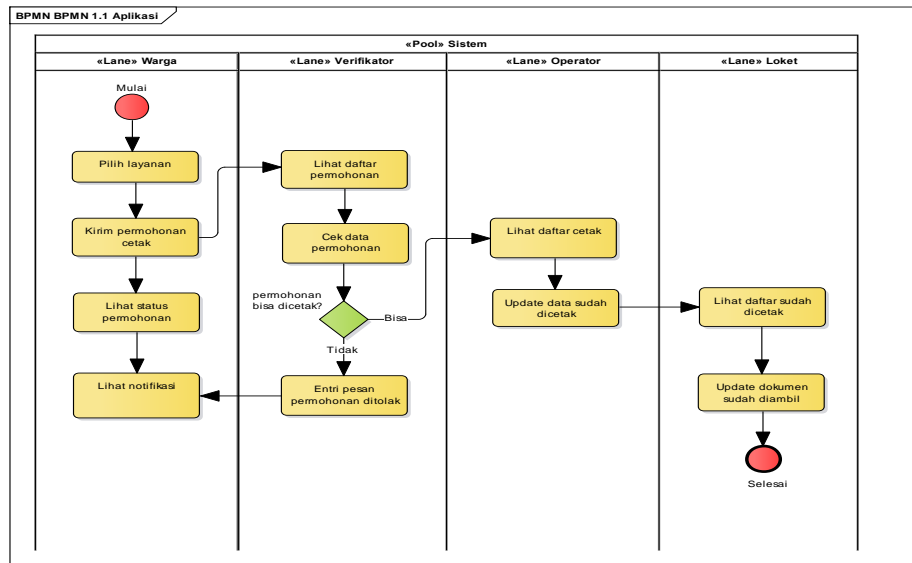 BPMN BPMN 1.1 Aplikasi
«Pool» Sistem
«Lane» Warga
«Lane» Verifikator
«Lane» Operator
«Lane» Loket
Mulai
Pilih layanan
Kirim permohonan
cetak
Lihat status
permohonan
Lihat notifikasi
Lihat daftar
permohonan
Cek data
permohonan
permohonan
bisa dicetak?
Bisa
Tidak
Entri pesan
permohonan ditolak
Lihat daftar cetak
Update data sudah
dicetak
Lihat daftar sudah
dicetak
Update dokumen
sudah diambil
Selesai